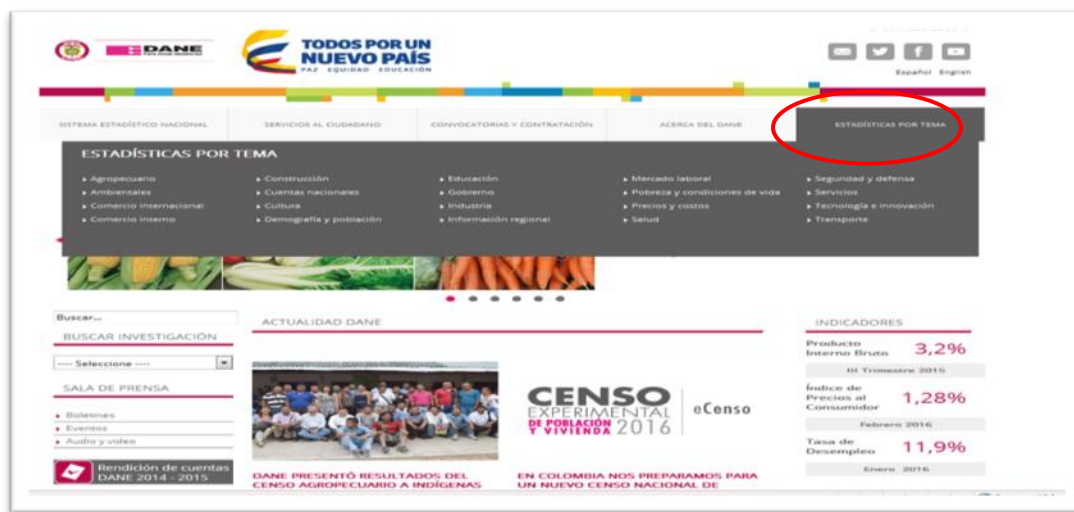 DANE
TODOS POR UN
NUEVO PAÍS
PAZ EQUIDAD EDUCACIÓN
Español English
SISTEMA ESTADÍSTICO NACIONAL
SERVICIOS AL CIUDADANO
CONVOCATORIAS Y CONTRATACIÓN
ACERCA DEL DANE
ESTADÍSTICAS POR TEMA
ESTADÍSTICAS POR TEMA
Agropecuario
Ambientales
Comercio internacional
Comercio interno
Construcción
Cuentas nacionales
Cultura
Demografía y población
Educación
Gobierno
Industria
Información regional
Mercado laboral
Pobreza y condiciones de vida
Precios y costos
Salud
Seguridad y defensa
Servicios
Tecnología e innovación
Transporte
Buscar...
BUSCAR INVESTIGACIÓN
---- Seleccione ----
SALA DE PRENSA
Boletines
Eventos
Audio y video
Rendición de cuentas
DANE 2014 - 2015
ACTUALIDAD DANE
DANE PRESENTÓ RESULTADOS DEL
CENSO AGROPECUARIO A INDÍGENAS
CENSO
EXPERIMENTAL
DE POBLACIÓN
Y VIVIENDA 2016
eCenso
EN COLOMBIA NOS PREPARAMOS PARA
UN NUEVO CENSO NACIONAL DE
INDICADORES
Producto
Interno Bruto 3,2%
III Trimestre 2015
Índice de
Precios al
Consumidor 1,28%
Febrero 2016
Tasa de
Desempleo 11,9%
Enero 2016